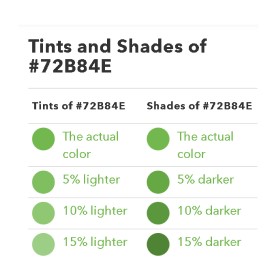 Tints and Shades of
#72B84E
Tints of #72B84E Shades of #72B84E
The actual The actual
color color
5% lighter 5% darker
10% lighter 10% darker
15% lighter 15% darker